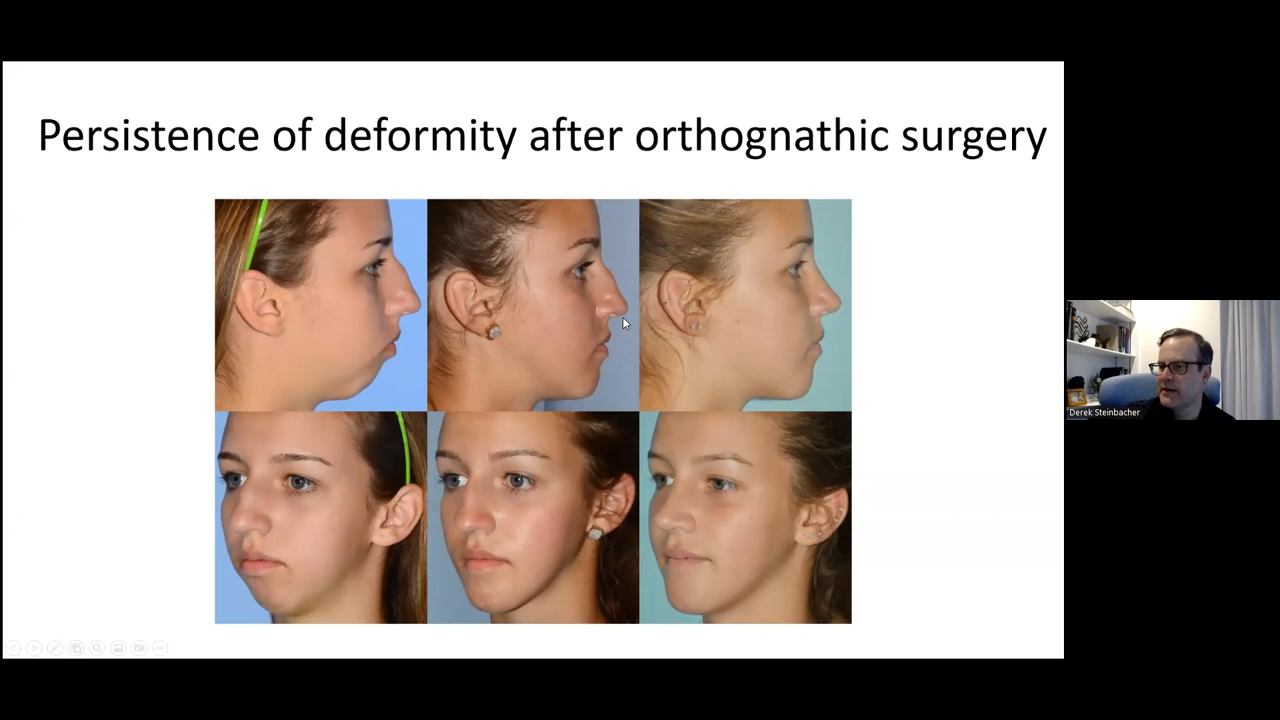 Persistence of deformity after orthognathic surgery
Derek Steinbacher